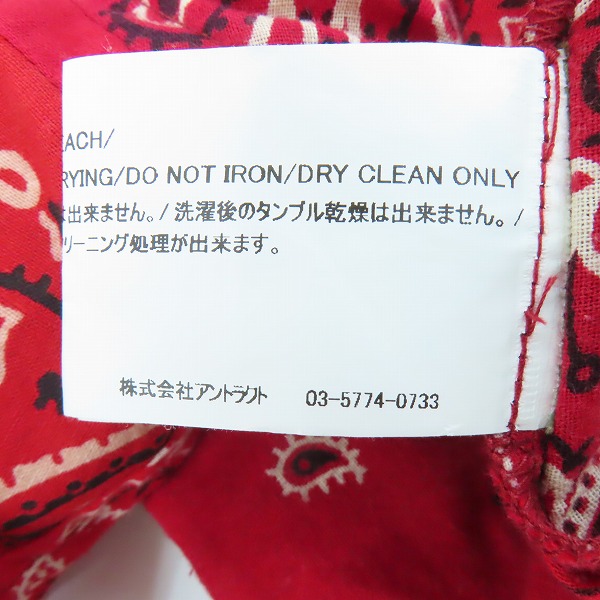 EACH/
RYING/DO NOT IRON/DRY CLEAN ONLY
は出来ません。/洗濯後のタンブル乾燥は出来ません。/
リーニング処理が出来ます。
株式会社アントラクト 03-5774-0733